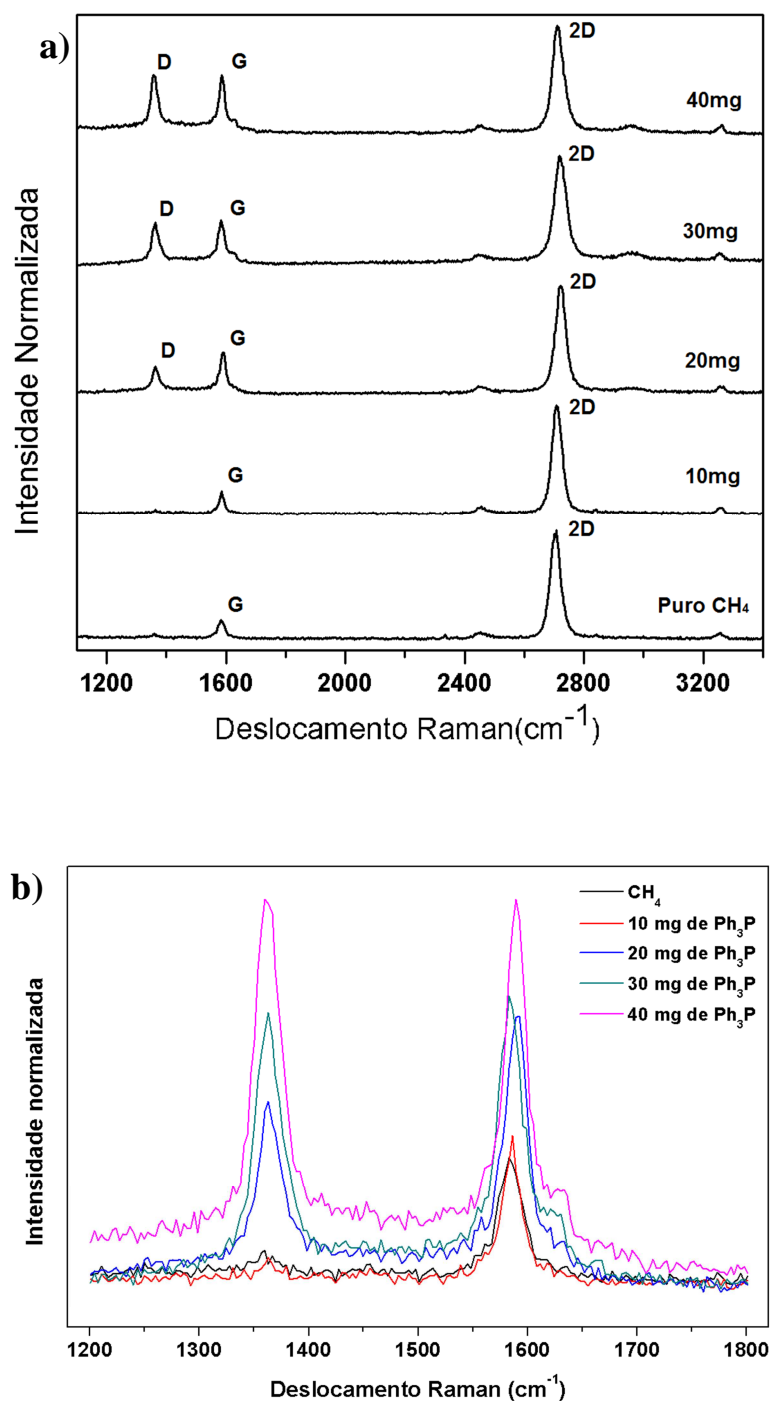 a)
Intensidade Normalizada
D G 2D 40mg
D G 2D 30mg
D G 2D 20mg
G 2D 10mg
G 2D Puro CH4
1200 1600 2000 2400 2800 3200
Deslocamento Raman(cm-1)
b)
Intensidade normalizada
CH4
10 mg de Ph3P
20 mg de Ph3P
30 mg de Ph3P
40 mg de Ph3P
1200 1300 1400 1500 1600 1700 1800
Deslocamento Raman (cm-1)